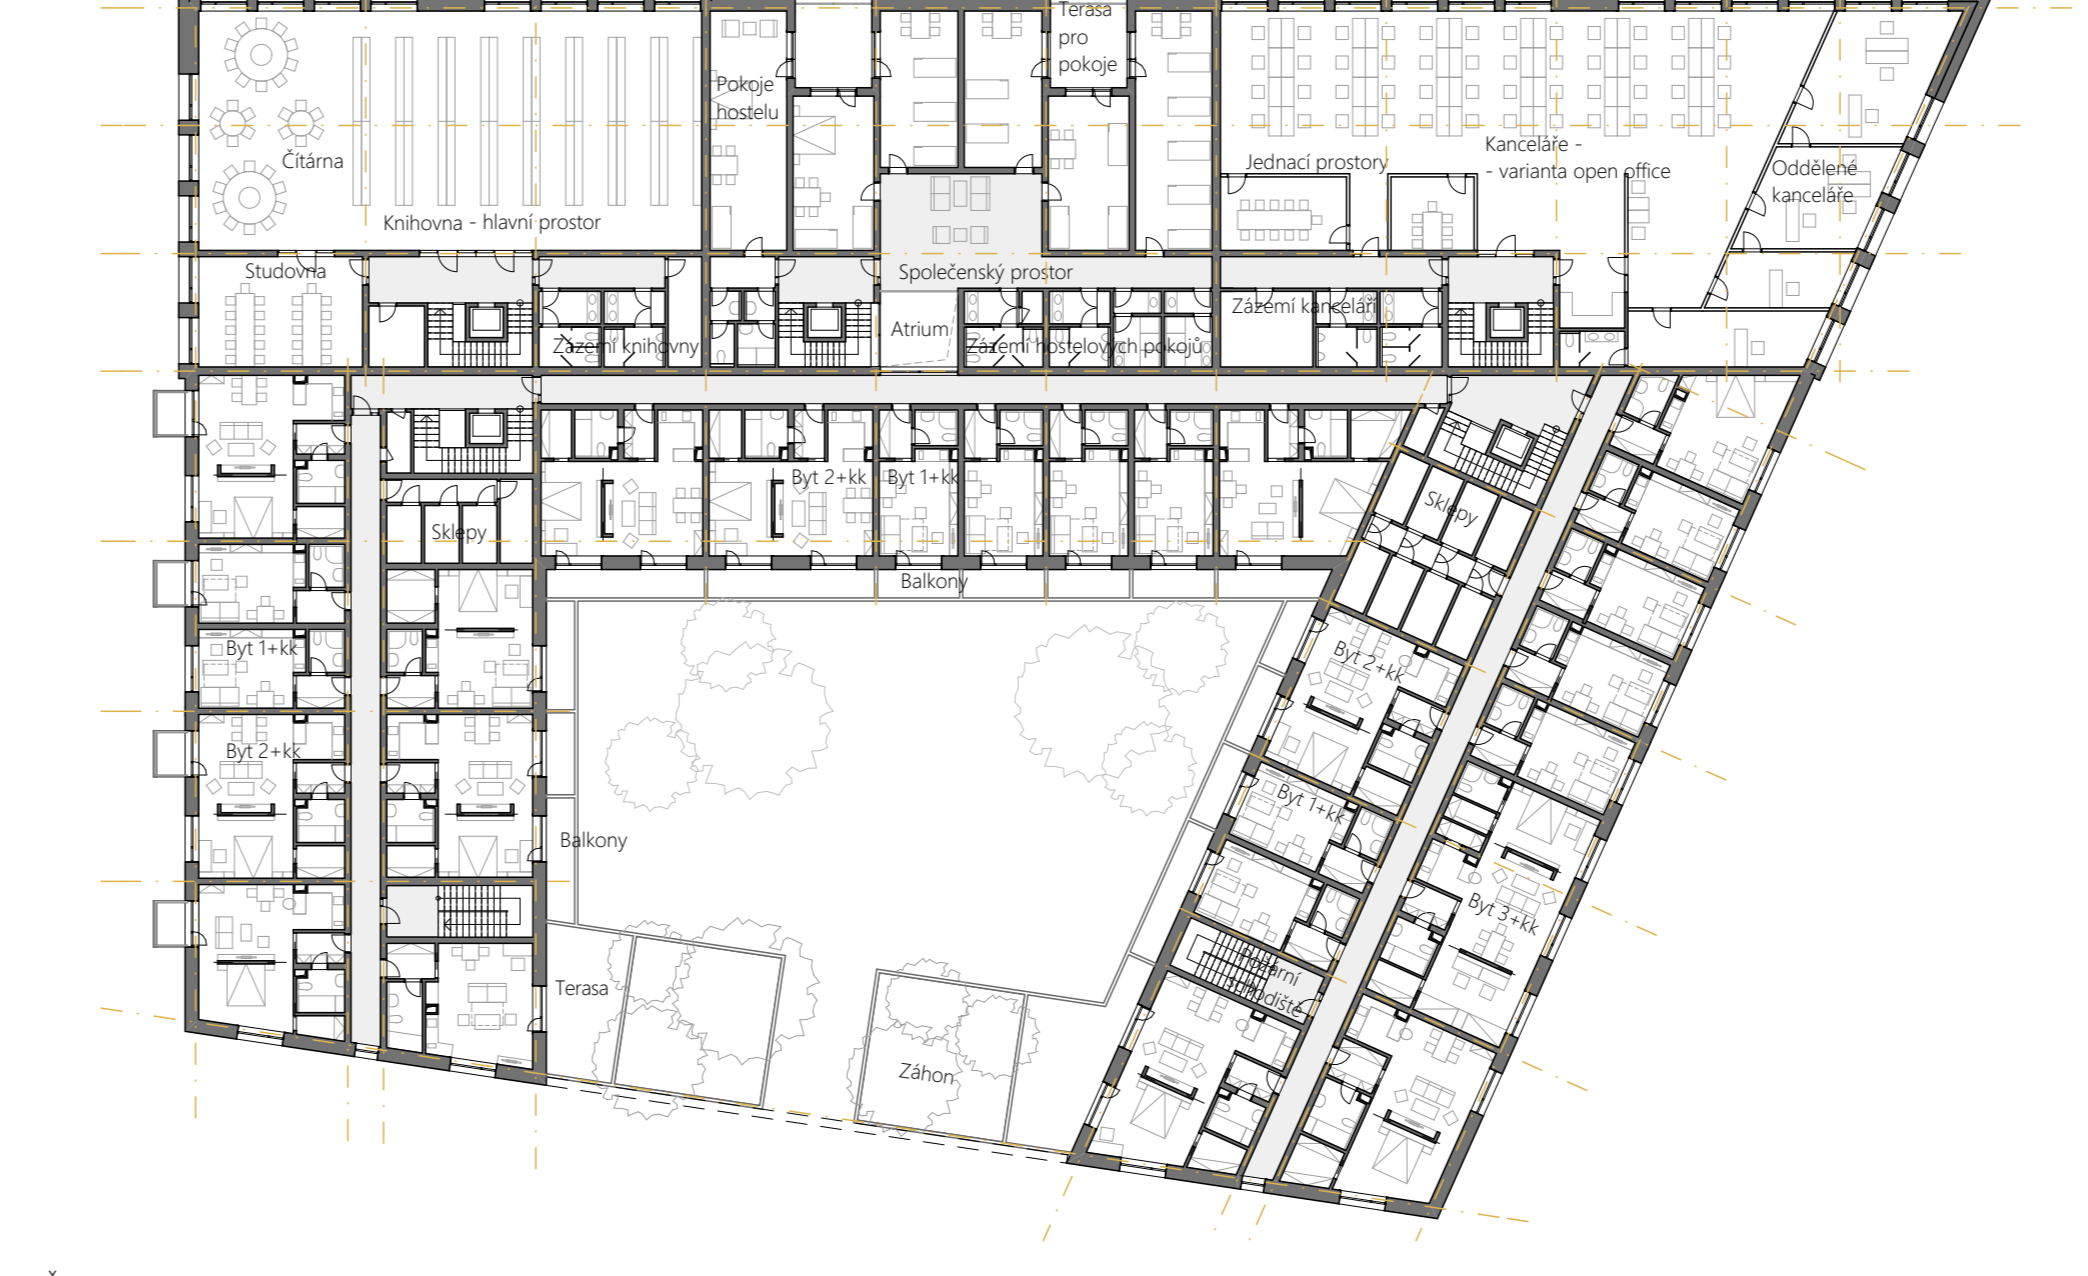 Terasa
pro
pokoje
Pokoje
hostelu
Čítárna
Knihovna - hlavní prostor
Jednací prostory
Kanceláře -
- varianta open office
Oddělené
kanceláře
Studovna
Společenský prostor
Atrium
Zázemí knihovny
Zázemí hostelových pokojů
Zázemí kanceláří
Byt 2+kk
Byt 1+kk
Sklepy
Sklepy
Balkony
Byt 1+kk
Byt 2+kk
Byt 2+kk
Byt 1+kk
Balkony
Byt 3+kk
Požární
schodiště
Terasa
Záhon